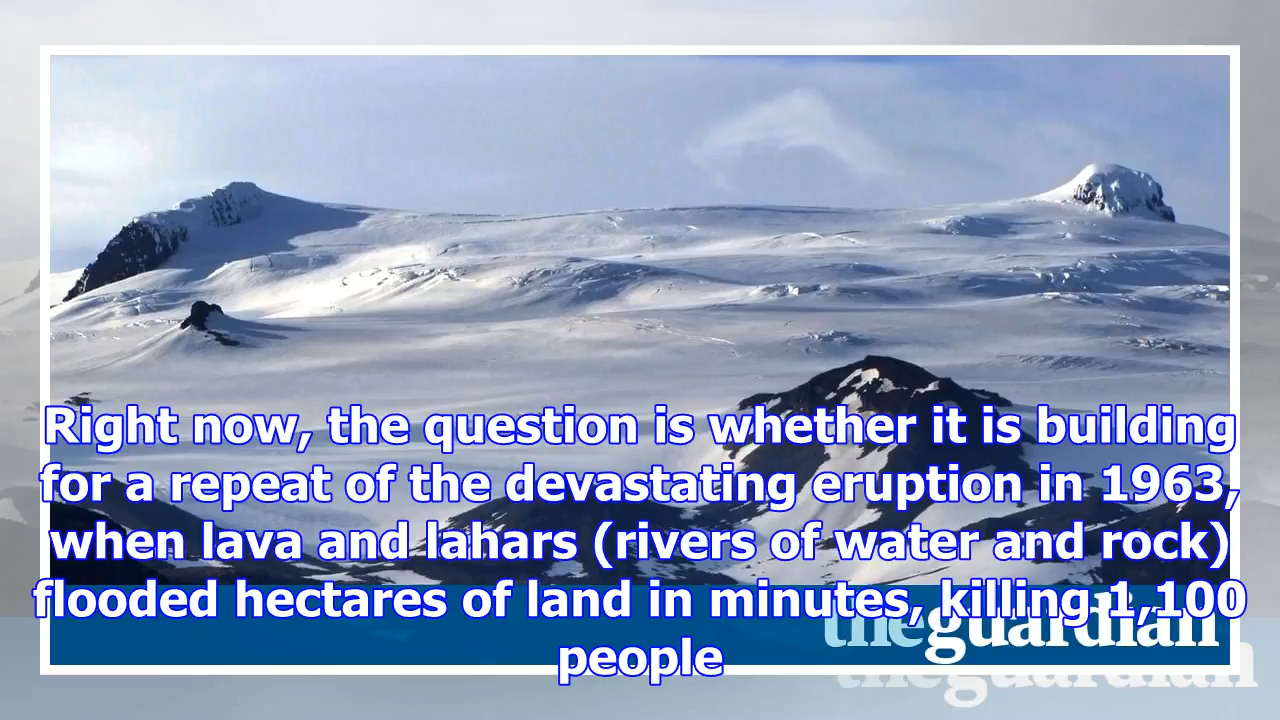 Right now, the question is whether it is building
for a repeat of the devastating eruption in 1963,
when lava and lahars (rivers of water and rock)
flooded hectares of land in minutes, killing 1,100
people
theguardian
theguardian